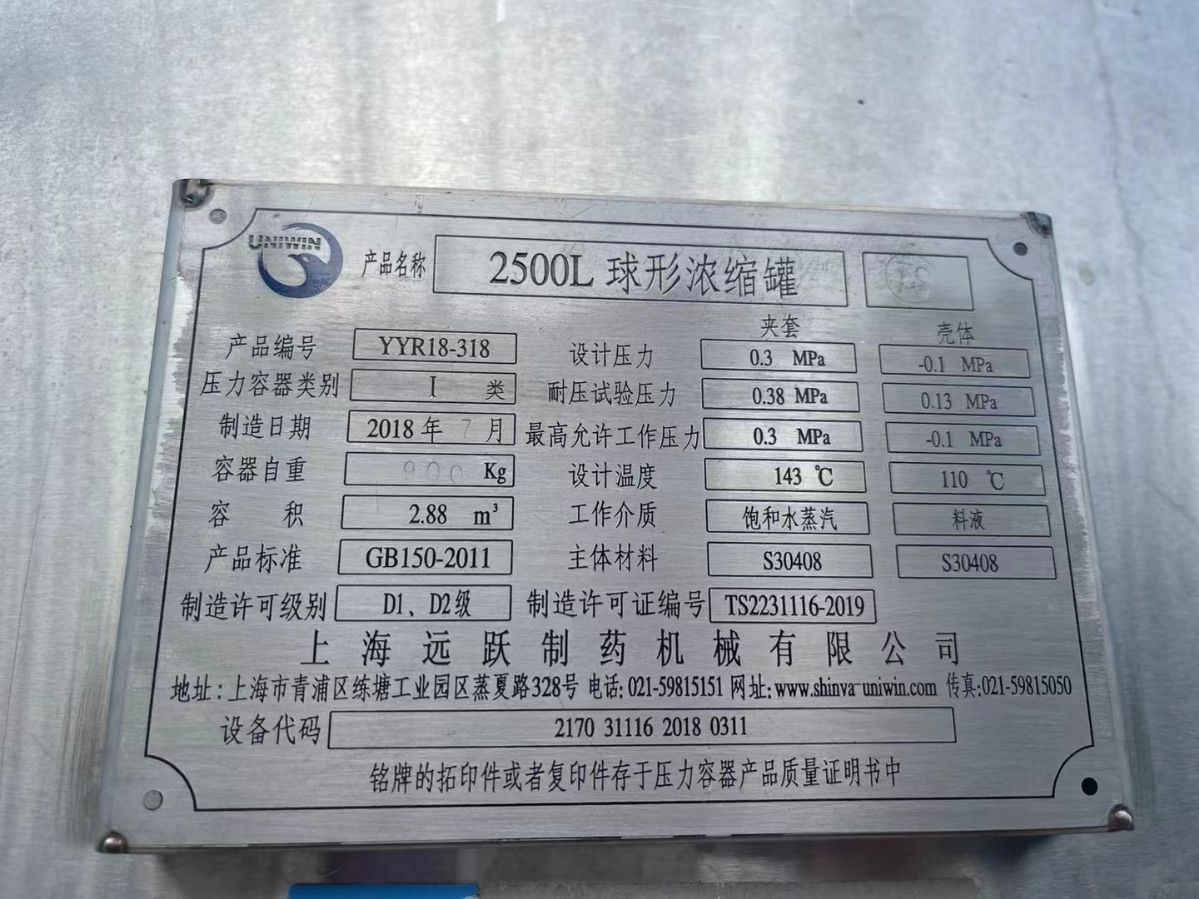 UNIWIN 产品名称 2500L 球形浓缩罐 TS
夹套 壳体
产品编号 YYR18-318 设计压力 0.3 MPa -0.1 MPa
压力容器类别 I 类 耐压试验压力 0.38 MPa 0.13 MPa
制造日期 2018 年 7 月 最高允许工作压力 0.3 MPa -0.1 MPa
容器自重 900 Kg 设计温度 143 ℃ 110 ℃
容 积 2.88 m³ 工作介质 饱和水蒸汽 料液
产品标准 GB150-2011 主体材料 S30408 S30408
制造许可级别 D1、D2级 制造许可证编号 TS2231116-2019
上海远跃制药机械有限公司
地址:上海市青浦区练塘工业园区蒸夏路328号 电话:021-59815151 网址:www.shinva-uniwin.com 传真:021-59815050
设备代码 2170 31116 2018 0311
铭牌的拓印件或者复印件存于压力容器产品质量证明书中